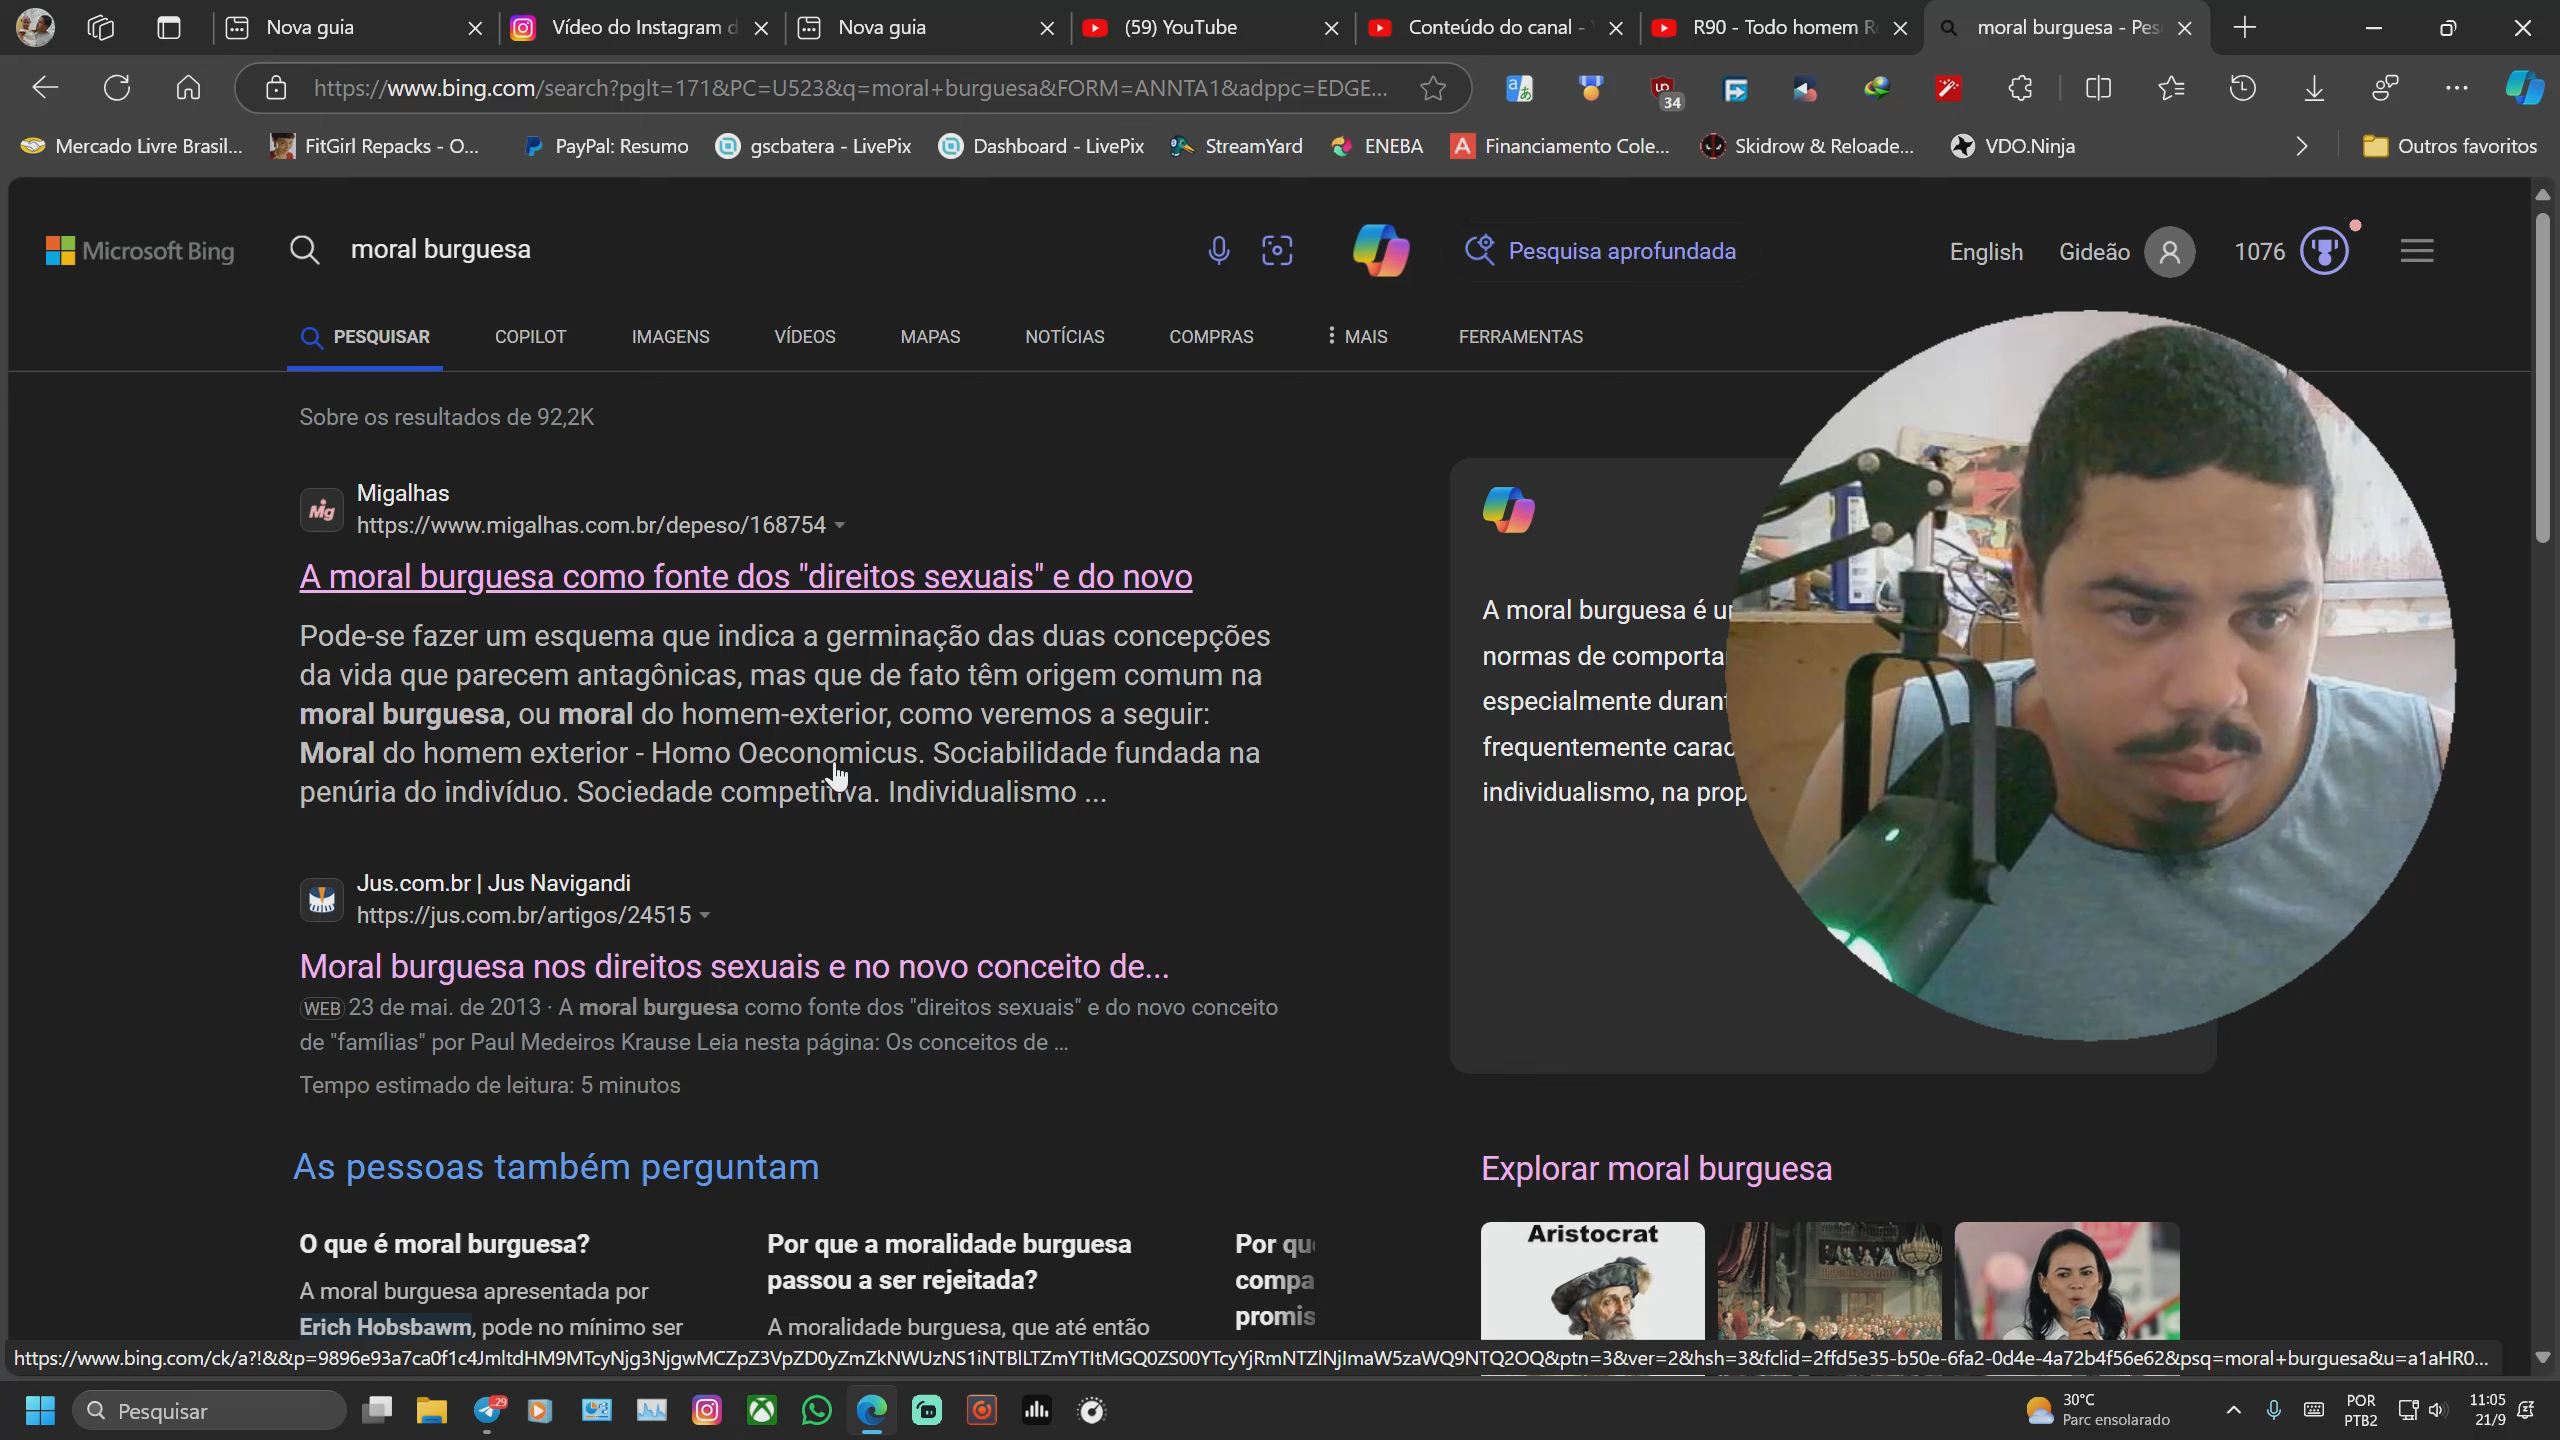 Nova guia
Vídeo do Instagram d
Nova guia
(59) YouTube
Conteúdo do canal -
R90 - Todo homem R
moral burguesa - Pes
https://www.bing.com/search?pglt=171&PC=U523&q=moral+burguesa&FORM=ANNTA1&adppc=EDGE...
34
Mercado Livre Brasil...
FitGirl Repacks - O...
PayPal: Resumo
gscbatera - LivePix
Dashboard - LivePix
StreamYard
ENEBA
Financiamento Cole...
Skidrow & Reloade...
VDO.Ninja
Outros favoritos
Microsoft Bing
moral burguesa
Pesquisa aprofundada
English
Gideão
1076
PESQUISAR
COPILOT
IMAGENS
VÍDEOS
MAPAS
NOTÍCIAS
COMPRAS
MAIS
FERRAMENTAS
Sobre os resultados de 92,2K
Mg
Migalhas
https://www.migalhas.com.br/depeso/168754
A moral burguesa como fonte dos "direitos sexuais" e do novo
Pode-se fazer um esquema que indica a germinação das duas concepções
da vida que parecem antagônicas, mas que de fato têm origem comum na
moral burguesa, ou moral do homem-exterior, como veremos a seguir:
Moral do homem exterior - Homo Oeconomicus. Sociabilidade fundada na
penúria do indivíduo. Sociedade competitiva. Individualismo ...
A moral burguesa é u
normas de comporta
especialmente duran
frequentemente carac
individualismo, na prop
Jus.com.br | Jus Navigandi
https://jus.com.br/artigos/24515
Moral burguesa nos direitos sexuais e no novo conceito de...
WEB 23 de mai. de 2013 · A moral burguesa como fonte dos "direitos sexuais" e do novo conceito
de "famílias" por Paul Medeiros Krause Leia nesta página: Os conceitos de ...
Tempo estimado de leitura: 5 minutos
As pessoas também perguntam
Explorar moral burguesa
O que é moral burguesa?
A moral burguesa apresentada por
Erich Hobsbawm, pode no mínimo ser
Por que a moralidade burguesa
passou a ser rejeitada?
A moralidade burguesa, que até então
Por qu
compa
promis
Aristocrat
Pesquisar
29
30°C
Parc ensolarado
POR
PTB2
11:05
21/9